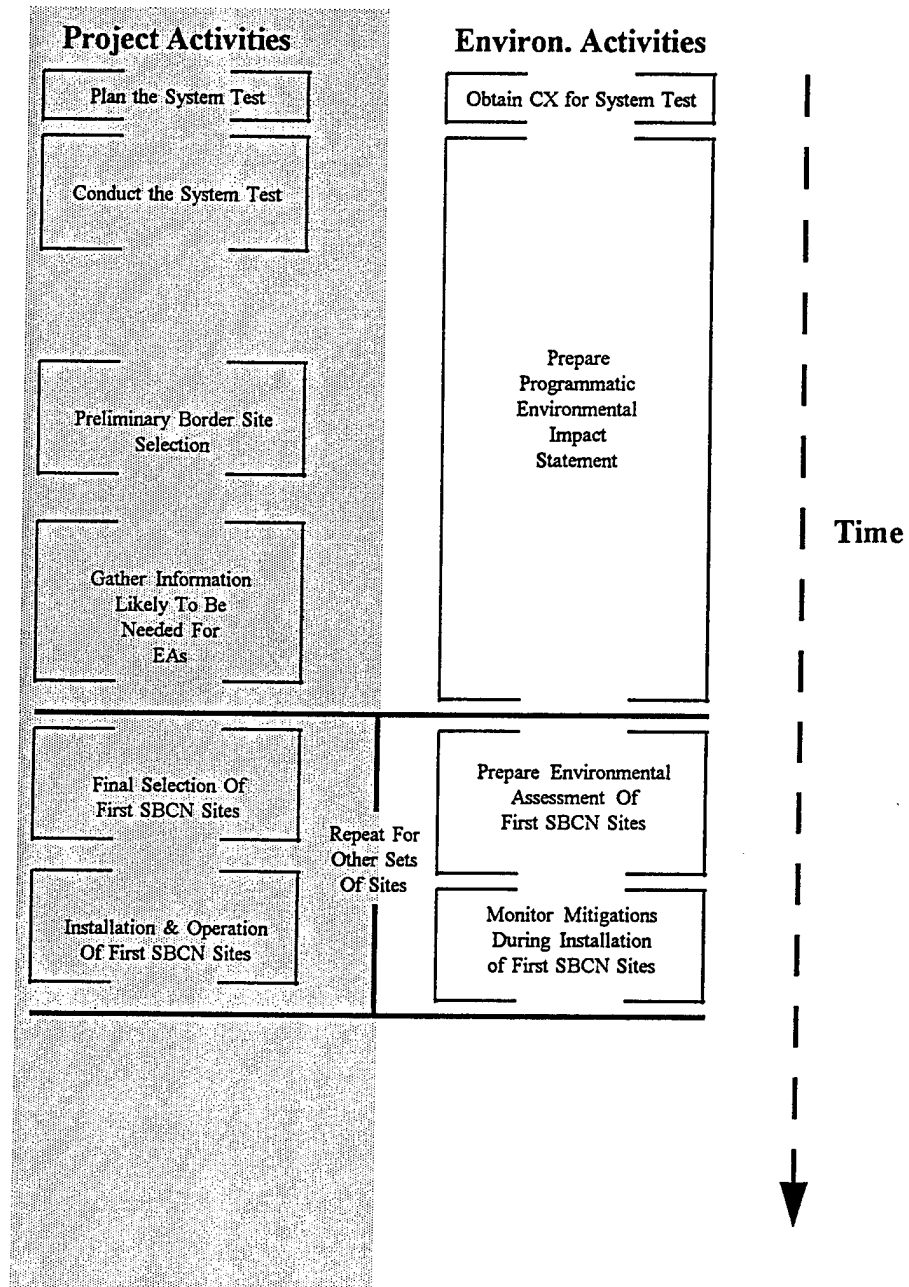 Project Activities
Environ. Activities
Plan the System Test
Obtain CX for System Test
Conduct the System Test
Prepare
Programmatic
Environmental
Impact
Statement
Preliminary Border Site
Selection
Time
Gather Information
Likely To Be
Needed For
EAs
Final Selection Of
First SBCN Sites
Prepare Environmental
Assessment Of
First SBCN Sites
Repeat For
Other Sets
Of Sites
Installation & Operation
Of First SBCN Sites
Monitor Mitigations
During Installation
of First SBCN Sites